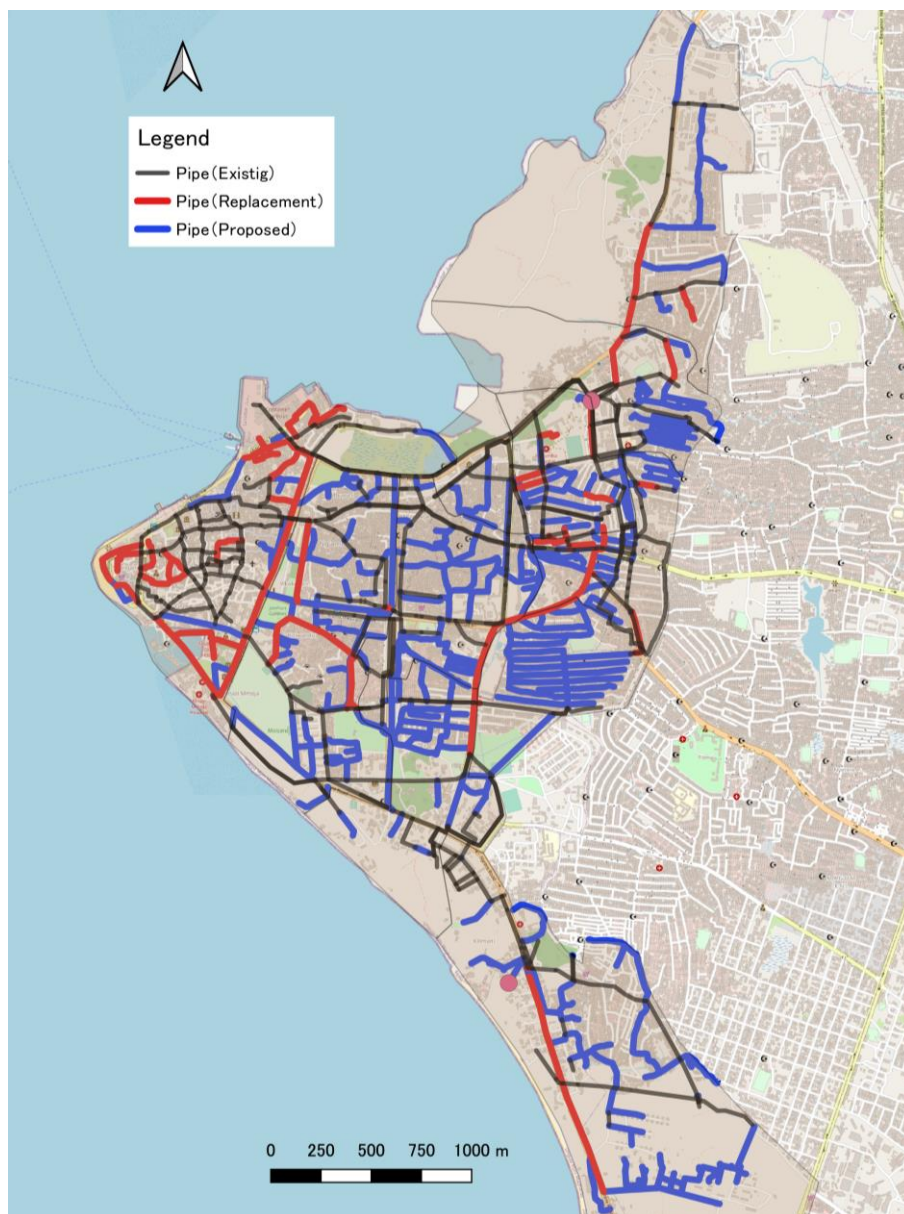 Legend
Pipe(Existig)
Pipe(Replacement)
Pipe(Proposed)
0 250 500 750 1000 m